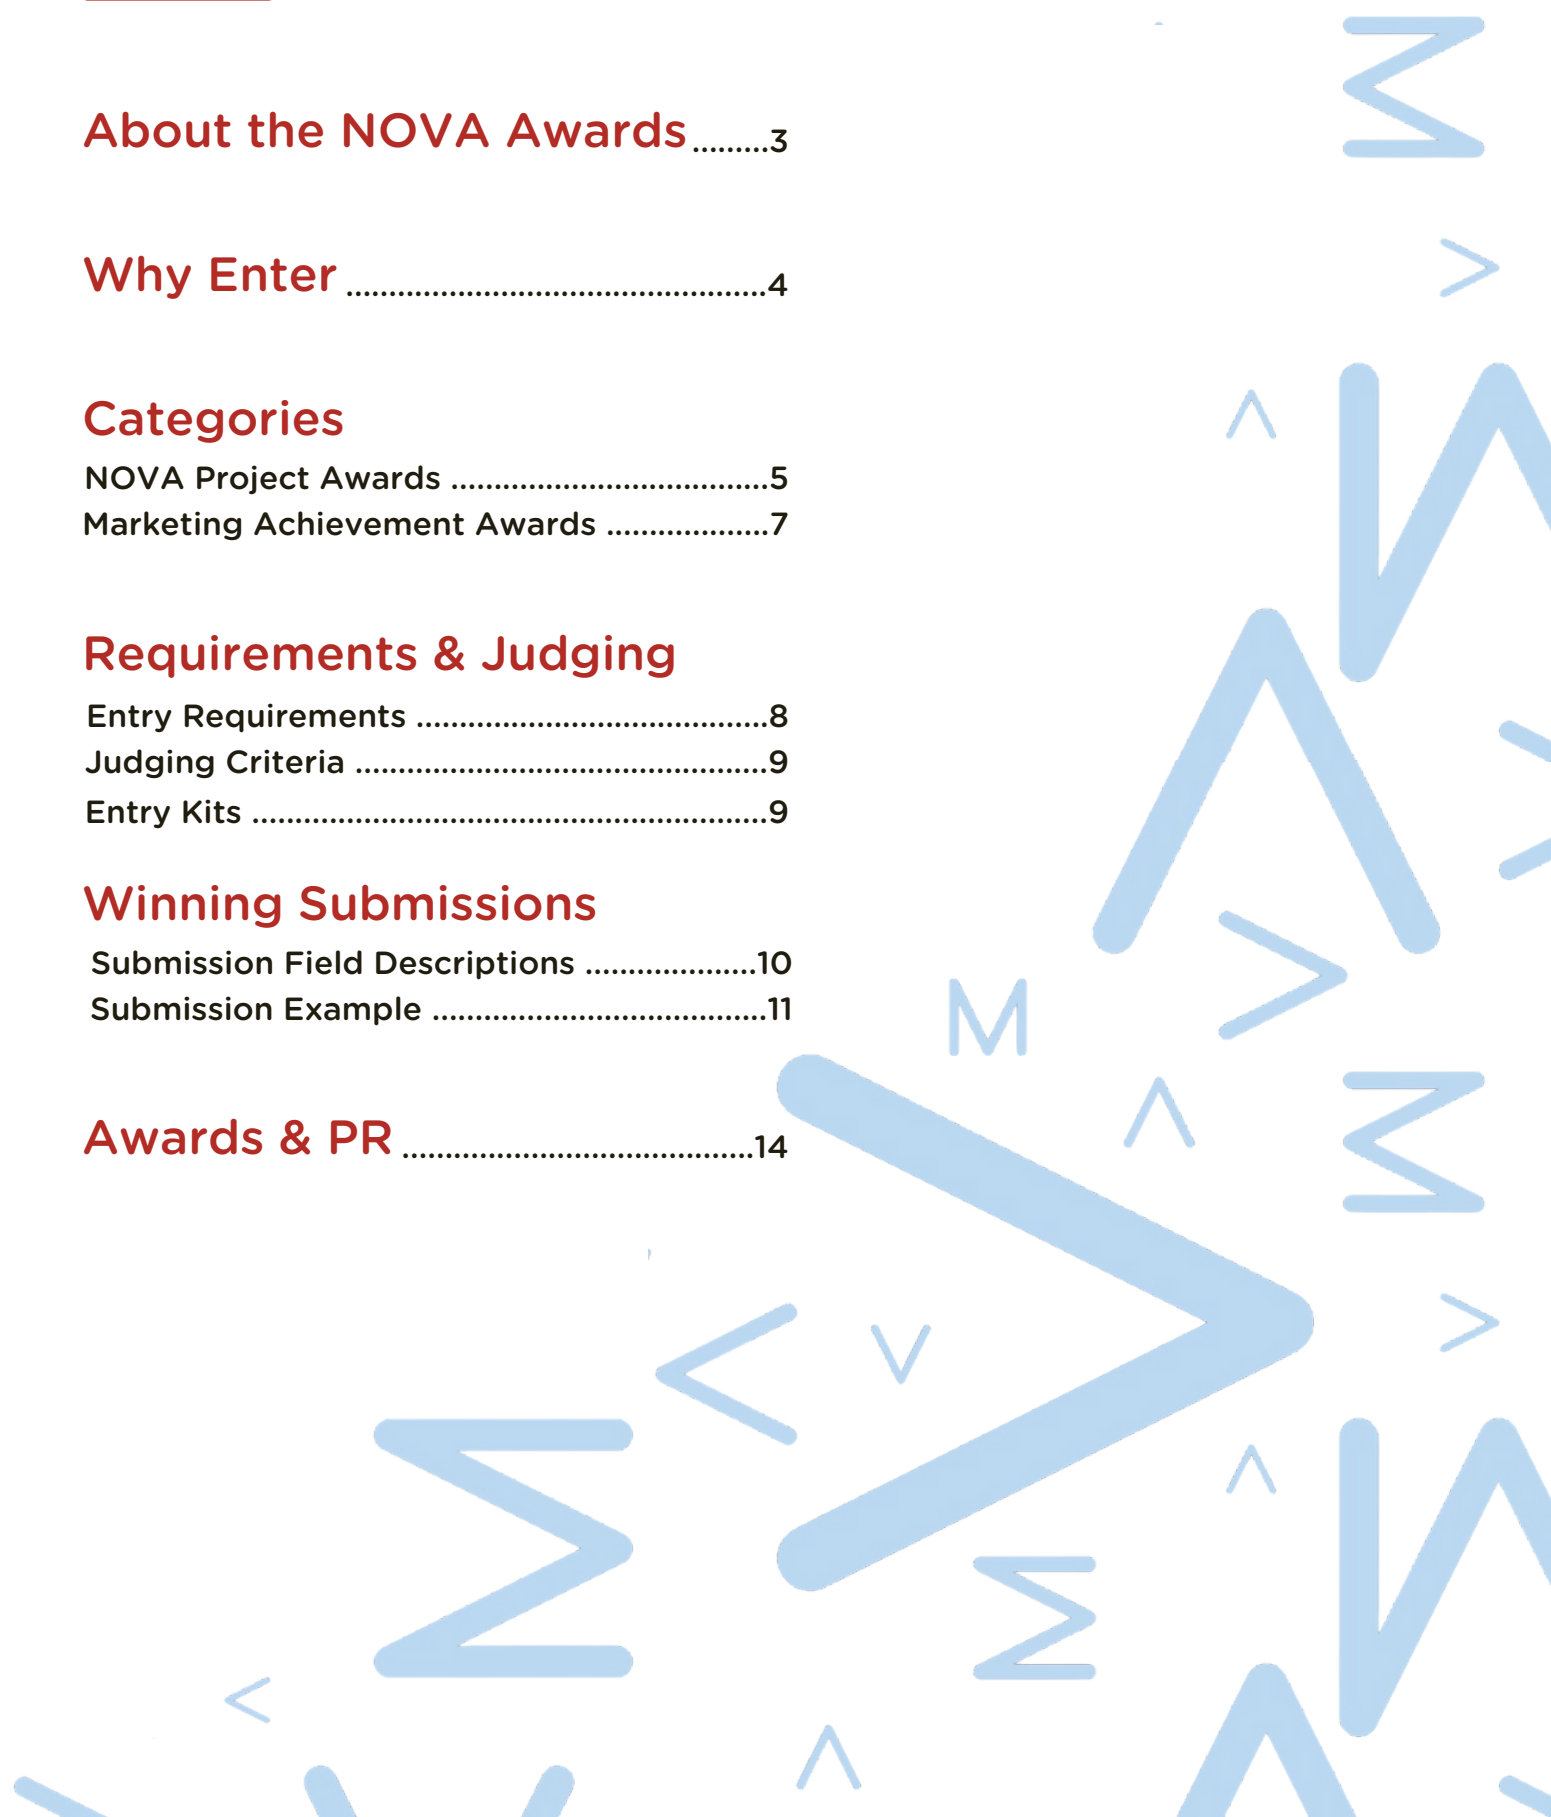 About the NOVA Awards.........3
Why Enter.................................................4
Categories
NOVA Project Awards.....................................5
Marketing Achievement Awards...................7
Requirements & Judging
Entry Requirements.........................................8
Judging Criteria................................................9
Entry Kits............................................................9
Winning Submissions
Submission Field Descriptions....................10
Submission Example.......................................11
Awards & PR.........................................14
M